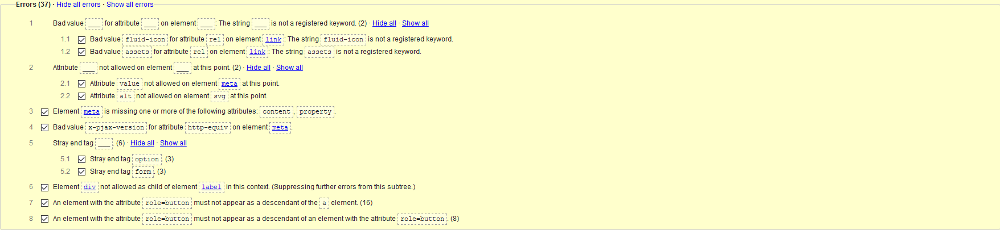 Errors (37) · Hide all errors · Show all errors
1 Bad value ___ for attribute ___ on element ___: The string ___ is not a registered keyword. (2) · Hide all · Show all
1.1 Bad value fluid-icon for attribute rel on element link: The string fluid-icon is not a registered keyword.
1.2 Bad value assets for attribute rel on element link: The string assets is not a registered keyword.
2 Attribute ___ not allowed on element ___ at this point. (2) · Hide all · Show all
2.1 Attribute value not allowed on element meta at this point.
2.2 Attribute alt not allowed on element svg at this point.
3 Element meta is missing one or more of the following attributes: content, property.
4 Bad value x-pjax-version for attribute http-equiv on element meta.
5 Stray end tag ___. (6) · Hide all · Show all
5.1 Stray end tag option. (3)
5.2 Stray end tag form. (3)
6 Element div not allowed as child of element label in this context. (Suppressing further errors from this subtree.)
7 An element with the attribute role=button must not appear as a descendant of the a element. (16)
8 An element with the attribute role=button must not appear as a descendant of an element with the attribute role=button. (8)